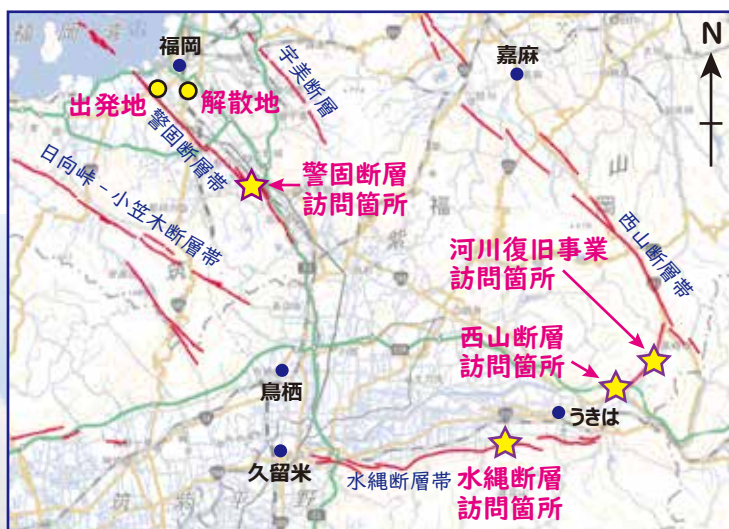 福岡
嘉麻
N
宇美断層
出発地
解散地
警固断層帯
警固断層
訪問箇所
日向峠-小笠木断層帯
西山断層帯
河川復旧事業
訪問箇所
西山断層
訪問箇所
鳥栖
うきは
久留米
水縄断層帯
水縄断層
訪問箇所
筑紫平野